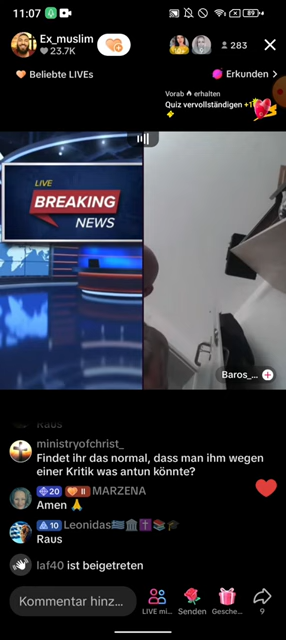 11:07
89
Ex_muslim
23.7K
283
Beliebte LIVEs
Erkunden >
Vorab 🔥 erhalten
Quiz vervollständigen +1
LIVE
BREAKING
NEWS
Baros_...
Raus
ministryofchrist_
Findet ihr das normal, dass man ihm wegen
einer Kritik was antun könnte?
20 II MARZENA
Amen 🙏
10 Leonidas🇬🇷🏛️✝️📚🎓
Raus
laf40 ist beigetreten
Kommentar hinz...
LIVE mi...
Senden
Gesche...
9